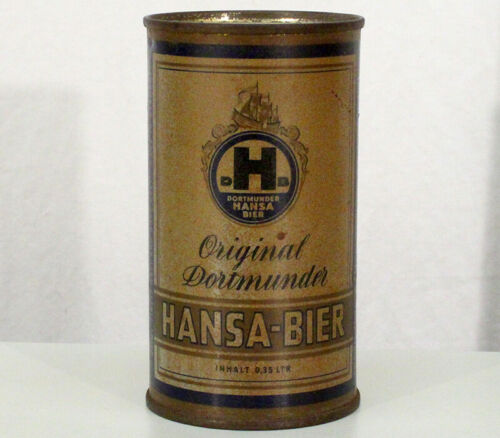 H
D B
DORTMUNDER
HANSA
BIER
Original
Dortmunder
HANSA-BIER
INHALT 0,35 LTR.